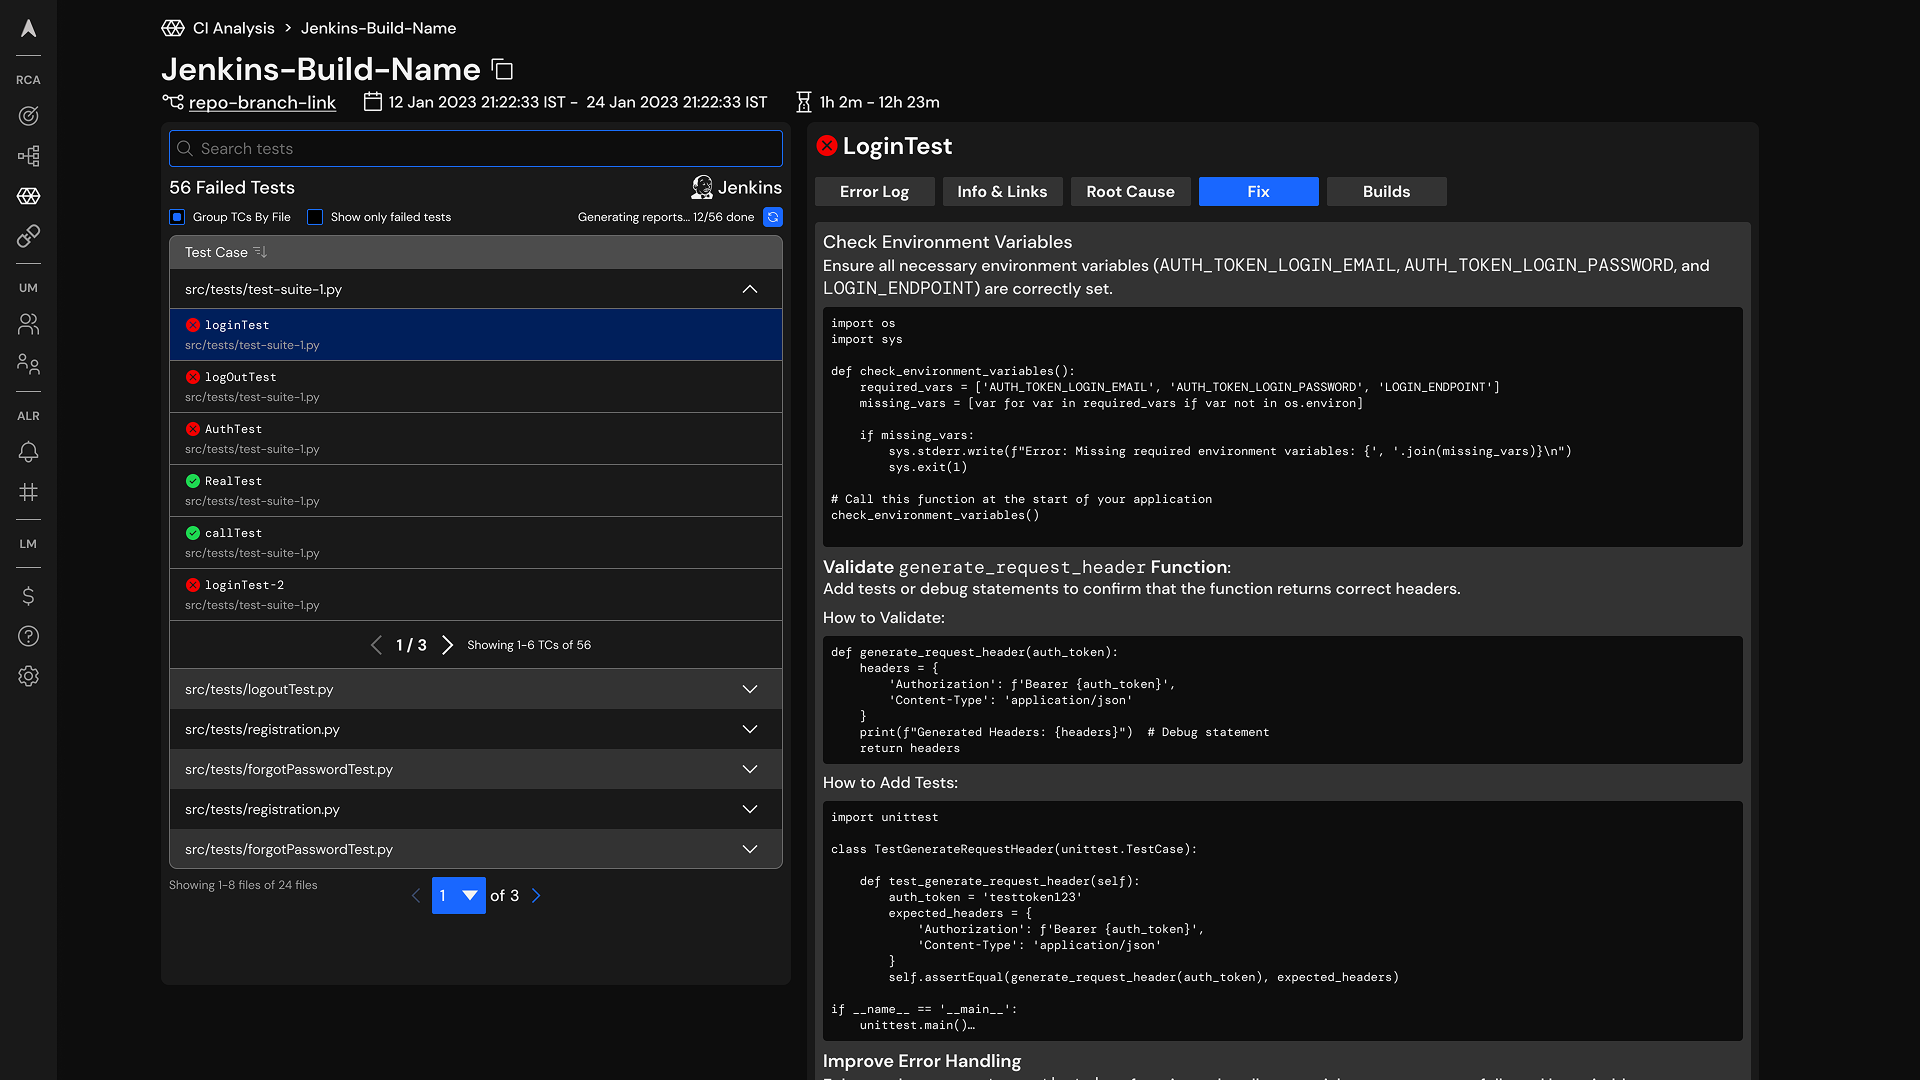 CI Analysis > Jenkins-Build-Name
Jenkins-Build-Name
repo-branch-link 12 Jan 2023 21:22:33 IST - 24 Jan 2023 21:22:33 IST 1h 2m - 12h 23m
RCA
UM
ALR
LM
Search tests
56 Failed Tests
Jenkins
Group TCs By File
Show only failed tests
Generating reports... 12/56 done
Test Case
src/tests/test-suite-1.py
loginTest
src/tests/test-suite-1.py
logOutTest
src/tests/test-suite-1.py
AuthTest
src/tests/test-suite-1.py
RealTest
src/tests/test-suite-1.py
callTest
src/tests/test-suite-1.py
loginTest-2
src/tests/test-suite-1.py
1 / 3
Showing 1-6 TCs of 56
src/tests/logoutTest.py
src/tests/registration.py
src/tests/forgotPasswordTest.py
src/tests/registration.py
src/tests/forgotPasswordTest.py
Showing 1-8 files of 24 files
1 of 3
LoginTest
Error Log
Info & Links
Root Cause
Fix
Builds
Check Environment Variables
Ensure all necessary environment variables (AUTH_TOKEN_LOGIN_EMAIL, AUTH_TOKEN_LOGIN_PASSWORD, and
LOGIN_ENDPOINT) are correctly set.
import os
import sys
def check_environment_variables():
    required_vars = ['AUTH_TOKEN_LOGIN_EMAIL', 'AUTH_TOKEN_LOGIN_PASSWORD', 'LOGIN_ENDPOINT']
    missing_vars = [var for var in required_vars if var not in os.environ]
    if missing_vars:
        sys.stderr.write(f"Error: Missing required environment variables: {', '.join(missing_vars)}\n")
        sys.exit(1)
# Call this function at the start of your application
check_environment_variables()
Validate generate_request_header Function:
Add tests or debug statements to confirm that the function returns correct headers.
How to Validate:
def generate_request_header(auth_token):
    headers = {
        'Authorization': f'Bearer {auth_token}',
        'Content-Type': 'application/json'
    }
    print(f"Generated Headers: {headers}")  # Debug statement
    return headers
How to Add Tests:
import unittest
class TestGenerateRequestHeader(unittest.TestCase):
    def test_generate_request_header(self):
        auth_token = 'testtoken123'
        expected_headers = {
            'Authorization': f'Bearer {auth_token}',
            'Content-Type': 'application/json'
        }
        self.assertEqual(generate_request_header(auth_token), expected_headers)
if __name__ == '__main__':
    unittest.main()…
Improve Error Handling